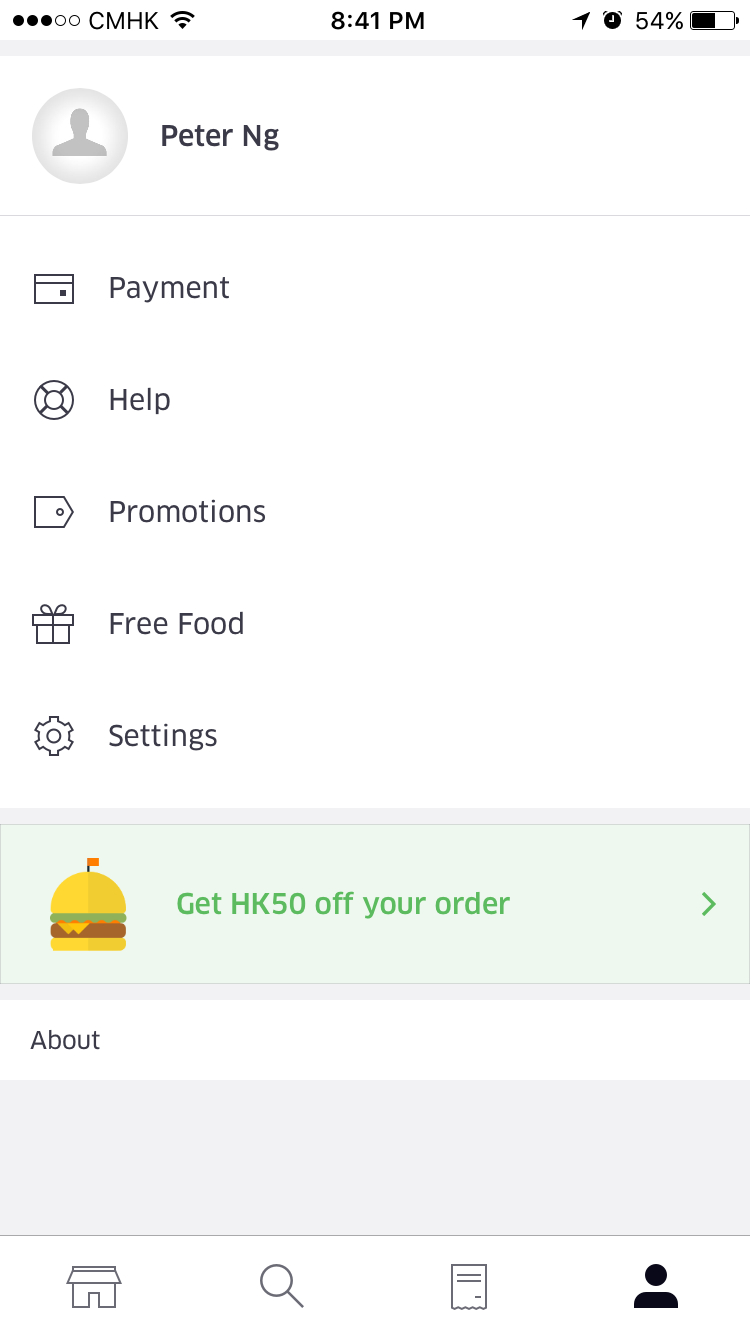 CMHK 8:41 PM 54%
Peter Ng
Payment
Help
Promotions
Free Food
Settings
Get HK50 off your order
About